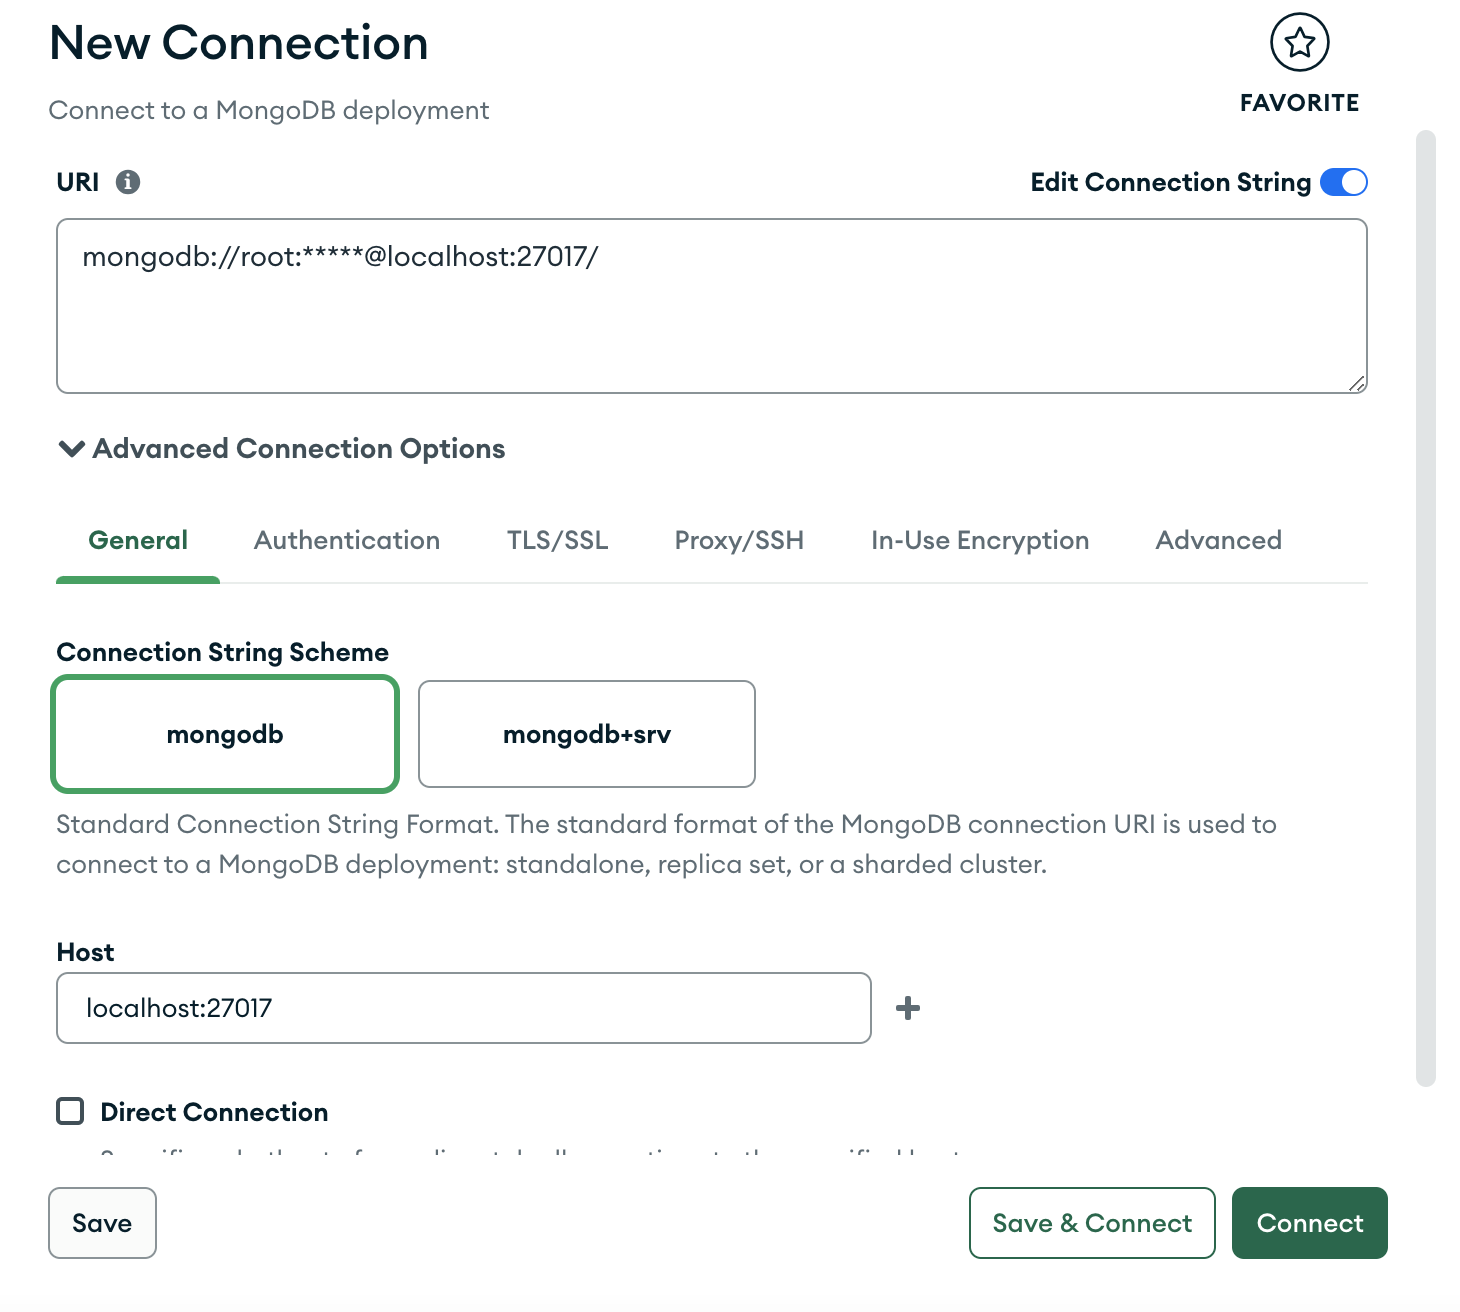 New Connection
FAVORITE
Connect to a MongoDB deployment
URI
Edit Connection String
mongodb://root:*****@localhost:27017/
Advanced Connection Options
General Authentication TLS/SSL Proxy/SSH In-Use Encryption Advanced
Connection String Scheme
mongodb mongodb+srv
Standard Connection String Format. The standard format of the MongoDB connection URI is used to
connect to a MongoDB deployment: standalone, replica set, or a sharded cluster.
Host
localhost:27017
Direct Connection
Save Save & Connect Connect